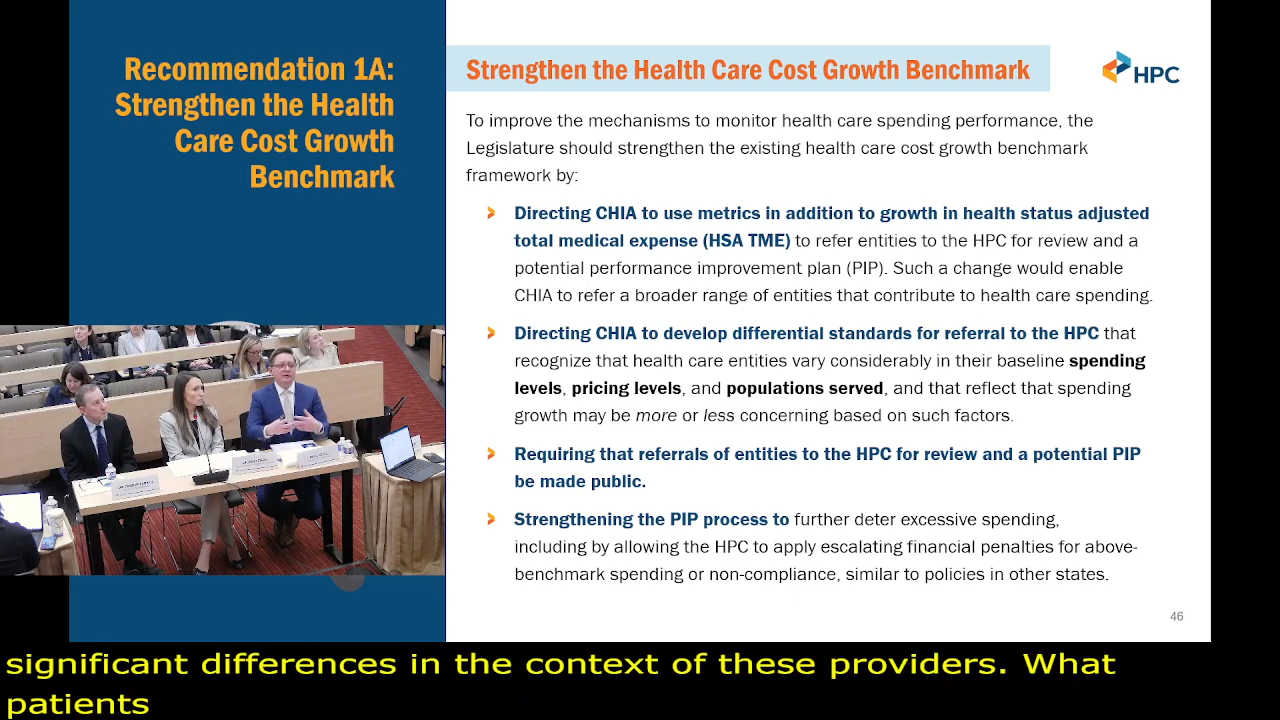 Recommendation 1A:
Strengthen the Health
Care Cost Growth
Benchmark
Strengthen the Health Care Cost Growth Benchmark
HPC
To improve the mechanisms to monitor health care spending performance, the
Legislature should strengthen the existing health care cost growth benchmark
framework by:
Directing CHIA to use metrics in addition to growth in health status adjusted
total medical expense (HSA TME) to refer entities to the HPC for review and a
potential performance improvement plan (PIP). Such a change would enable
CHIA to refer a broader range of entities that contribute to health care spending.
Directing CHIA to develop differential standards for referral to the HPC that
recognize that health care entities vary considerably in their baseline spending
levels, pricing levels, and populations served, and that reflect that spending
growth may be more or less concerning based on such factors.
Requiring that referrals of entities to the HPC for review and a potential PIP
be made public.
Strengthening the PIP process to further deter excessive spending,
including by allowing the HPC to apply escalating financial penalties for above-
benchmark spending or non-compliance, similar to policies in other states.
46
significant differences in the context of these providers. What
patients